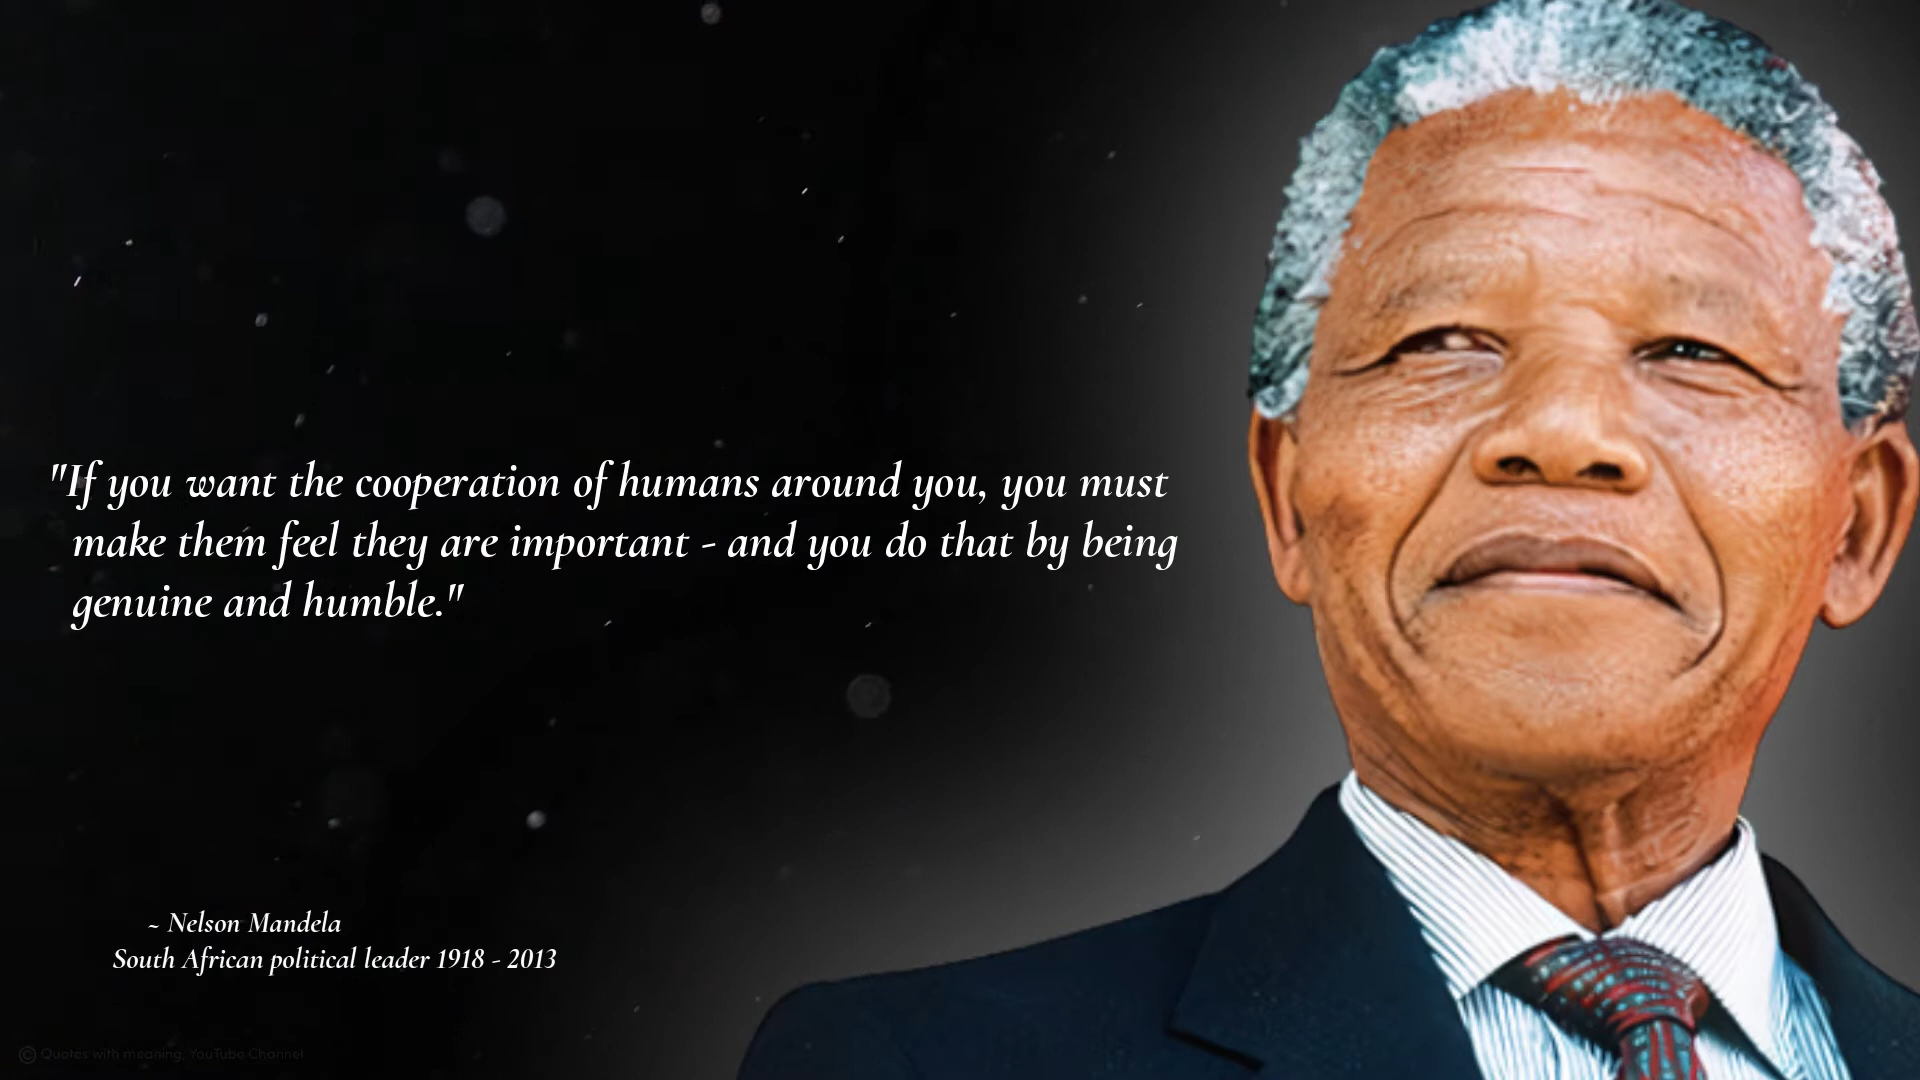 "If you want the cooperation of humans around you, you must
make them feel they are important - and you do that by being
genuine and humble."
~ Nelson Mandela
South African political leader 1918 - 2013
© Quotes with meaning, YouTube Channel